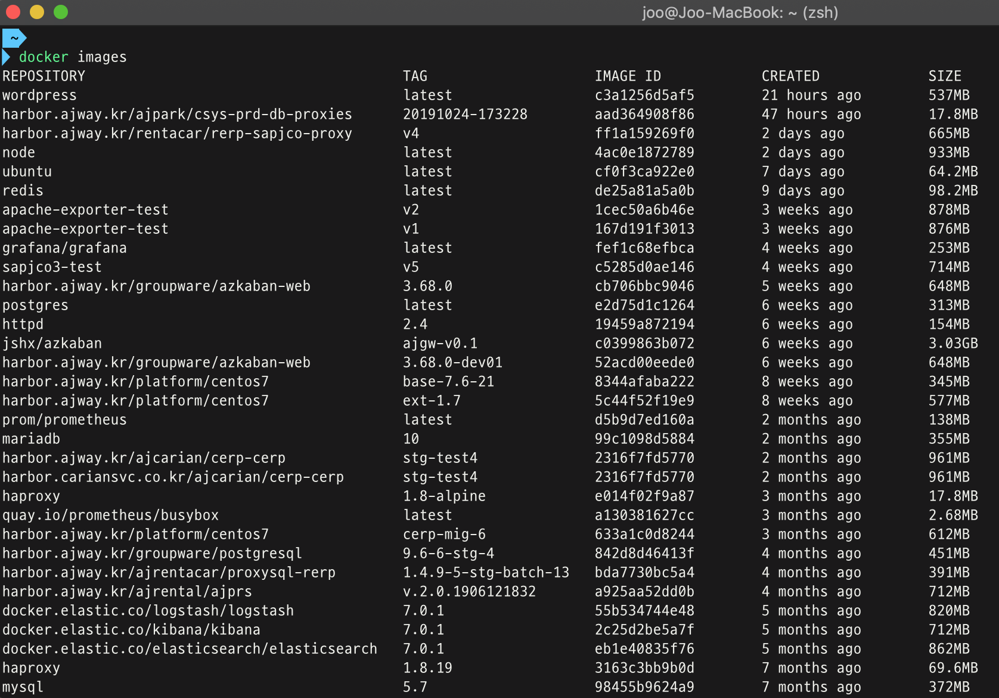 joo@Joo-MacBook: ~ (zsh)
~
docker images
REPOSITORY TAG IMAGE ID CREATED SIZE
wordpress latest c3a1256d5af5 21 hours ago 537MB
harbor.ajway.kr/ajpark/csys-prd-db-proxies 20191024-173228 aad364908f86 47 hours ago 17.8MB
harbor.ajway.kr/rentacar/rerp-sapjco-proxy v4 ff1a159269f0 2 days ago 665MB
node latest 4ac0e1872789 2 days ago 933MB
ubuntu latest cf0f3ca922e0 7 days ago 64.2MB
redis latest de25a81a5a0b 9 days ago 98.2MB
apache-exporter-test v2 1cec50a6b46e 3 weeks ago 878MB
apache-exporter-test v1 167d191f3013 3 weeks ago 876MB
grafana/grafana latest fef1c68efbca 4 weeks ago 253MB
sapjco3-test v5 c5285d0ae146 4 weeks ago 714MB
harbor.ajway.kr/groupware/azkaban-web 3.68.0 cb706bbc9046 5 weeks ago 648MB
postgres latest e2d75d1c1264 6 weeks ago 313MB
httpd 2.4 19459a872194 6 weeks ago 154MB
jshx/azkaban ajgw-v0.1 c0399863b072 6 weeks ago 3.03GB
harbor.ajway.kr/groupware/azkaban-web 3.68.0-dev01 52acd00eede0 6 weeks ago 648MB
harbor.ajway.kr/platform/centos7 base-7.6-21 8344afaba222 8 weeks ago 345MB
harbor.ajway.kr/platform/centos7 ext-1.7 5c44f52f19e9 8 weeks ago 577MB
prom/prometheus latest d5b9d7ed160a 2 months ago 138MB
mariadb 10 99c1098d5884 2 months ago 355MB
harbor.ajway.kr/ajcarian/cerp-cerp stg-test4 2316f7fd5770 2 months ago 961MB
harbor.cariansvc.co.kr/ajcarian/cerp-cerp stg-test4 2316f7fd5770 2 months ago 961MB
haproxy 1.8-alpine e014f02f9a87 3 months ago 17.8MB
quay.io/prometheus/busybox latest a130381627cc 3 months ago 2.68MB
harbor.ajway.kr/platform/centos7 cerp-mig-6 633a1c0d8244 3 months ago 612MB
harbor.ajway.kr/groupware/postgresql 9.6-6-stg-4 842d8d46413f 4 months ago 451MB
harbor.ajway.kr/ajrentacar/proxysql-rerp 1.4.9-5-stg-batch-13 bda7730bc5a4 4 months ago 391MB
harbor.ajway.kr/ajrental/ajprs v.2.0.1906121832 a925aa52dd0b 4 months ago 712MB
docker.elastic.co/logstash/logstash 7.0.1 55b534744e48 5 months ago 820MB
docker.elastic.co/kibana/kibana 7.0.1 2c25d2be5a7f 5 months ago 712MB
docker.elastic.co/elasticsearch/elasticsearch 7.0.1 eb1e40835f76 5 months ago 862MB
haproxy 1.8.19 3163c3bb9b0d 7 months ago 69.6MB
mysql 5.7 98455b9624a9 7 months ago 372MB